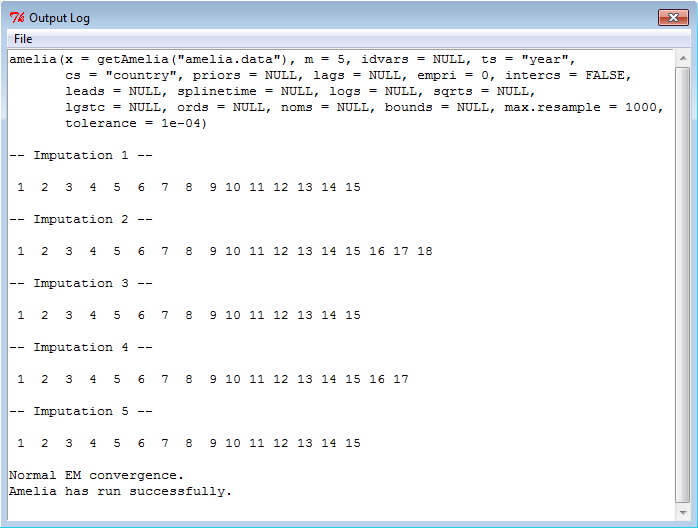 Output Log
File
amelia(x = getAmelia("amelia.data"), m = 5, idvars = NULL, ts = "year",
cs = "country", priors = NULL, lags = NULL, empri = 0, intercs = FALSE,
leads = NULL, splinetime = NULL, logs = NULL, sqrts = NULL,
lgstc = NULL, ords = NULL, noms = NULL, bounds = NULL, max.resample = 1000,
tolerance = 1e-04)
-- Imputation 1 --
1 2 3 4 5 6 7 8 9 10 11 12 13 14 15
-- Imputation 2 --
1 2 3 4 5 6 7 8 9 10 11 12 13 14 15 16 17 18
-- Imputation 3 --
1 2 3 4 5 6 7 8 9 10 11 12 13 14 15
-- Imputation 4 --
1 2 3 4 5 6 7 8 9 10 11 12 13 14 15 16 17
-- Imputation 5 --
1 2 3 4 5 6 7 8 9 10 11 12 13 14 15
Normal EM convergence.
Amelia has run successfully.